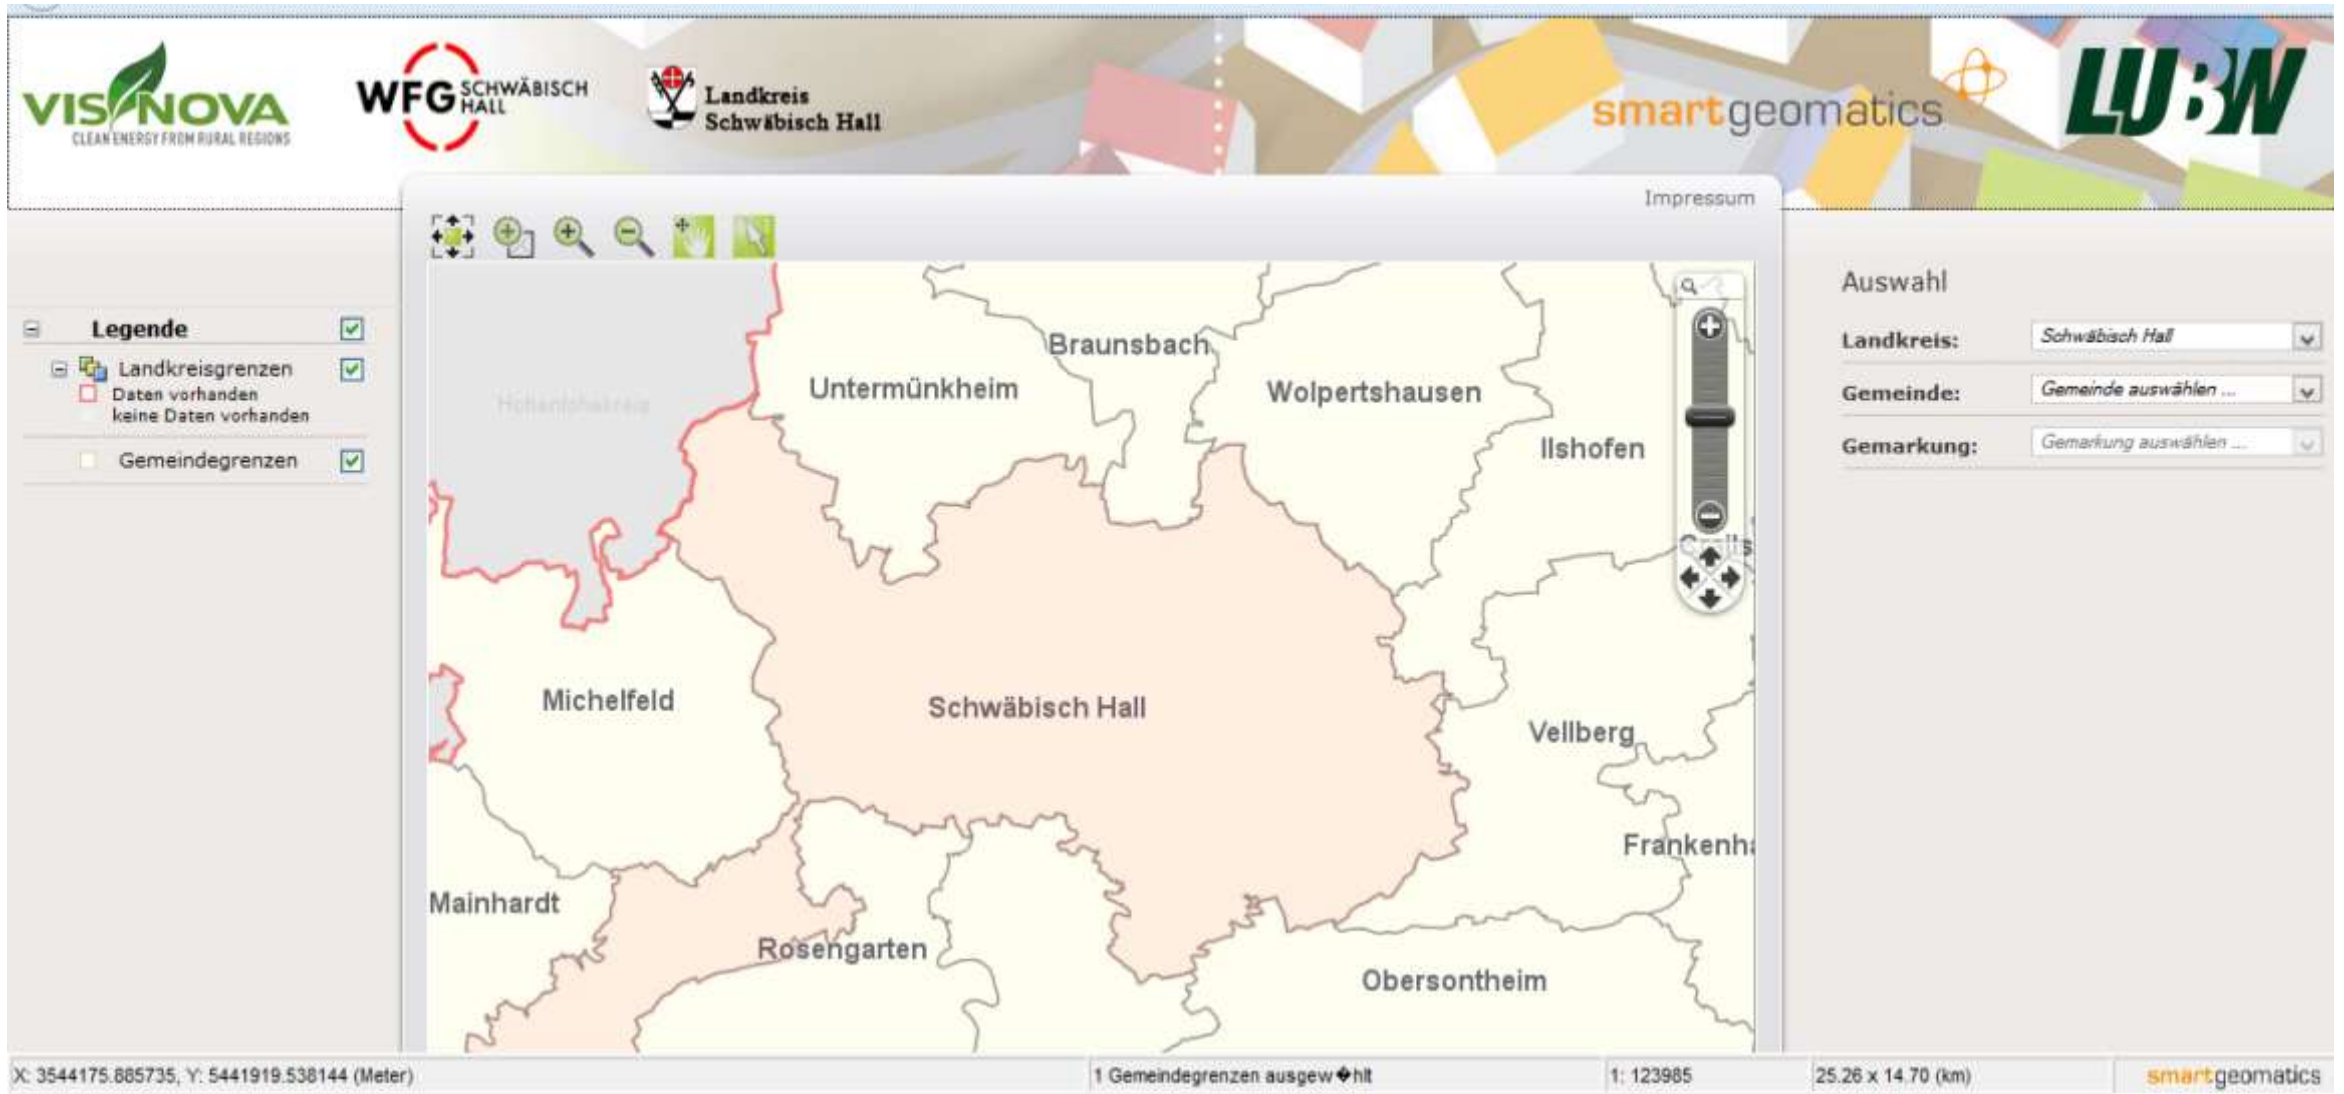 VISNOVA
CLEAN ENERGY FROM RURAL REGIONS
WFG SCHWÄBISCH
HALL
Landkreis
Schwäbisch Hall
smartgeomatics
LUBW
Impressum
Legende
Landkreisgrenzen
Daten vorhanden
keine Daten vorhanden
Gemeindegrenzen
Hohenlohekreis
Braunsbach
Untermünkheim
Wolpertshausen
Ilshofen
Crails
Michelfeld
Schwäbisch Hall
Vellberg
Frankenha
Mainhardt
Rosengarten
Obersontheim
Auswahl
Landkreis: Schwäbisch Hall
Gemeinde: Gemeinde auswählen ...
Gemarkung: Gemarkung auswählen ...
X: 3544175.885735, Y: 5441919.538144 (Meter)
1 Gemeindegrenzen ausgew�hlt
1: 123985
25.26 x 14.70 (km)
smartgeomatics